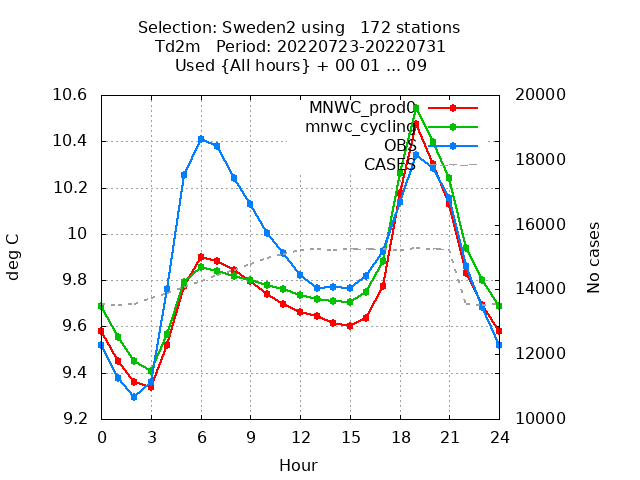 Selection: Sweden2 using   172 stations
Td2m   Period: 20220723-20220731
Used {All hours} + 00 01 ... 09
MNWC_prod0
mnwc_cycling
OBS
CASES
10.6
10.4
10.2
10
9.8
9.6
9.4
9.2
20000
18000
16000
14000
12000
10000
deg C
No cases
0 3 6 9 12 15 18 21 24
Hour